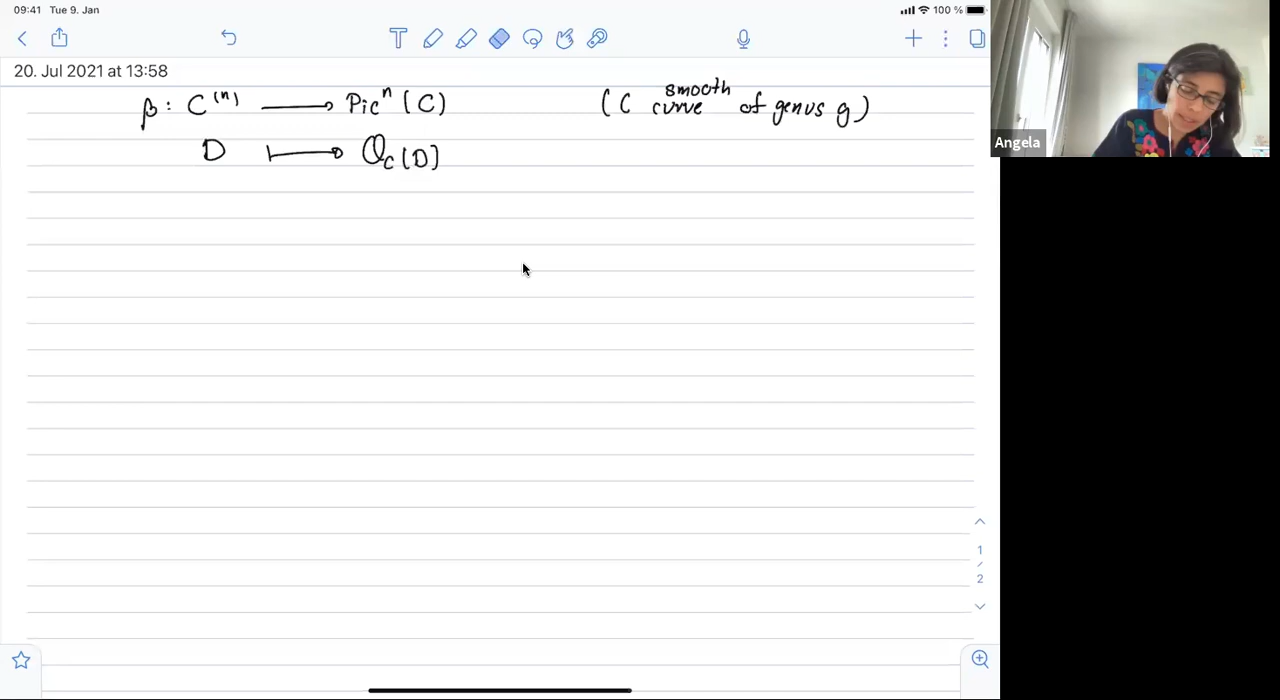 09:41 Tue 9. Jan
100 %
20. Jul 2021 at 13:58
β : C^(n) ⟶ Pic^n (C) (C smooth curve of genus g)
D ⟼ O_C(D)
Angela
1
2